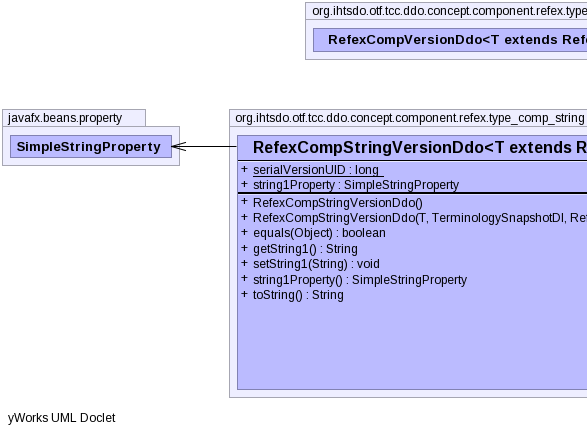 org.ihtsdo.otf.tcc.ddo.concept.component.refex.type
RefexCompVersionDdo<T extends Refe
javafx.beans.property
SimpleStringProperty
org.ihtsdo.otf.tcc.ddo.concept.component.refex.type_comp_string
RefexCompStringVersionDdo<T extends R
+ serialVersionUID : long
+ string1Property : SimpleStringProperty
+ RefexCompStringVersionDdo()
+ RefexCompStringVersionDdo(T, TerminologySnapshotDI, Ref
+ equals(Object) : boolean
+ getString1() : String
+ setString1(String) : void
+ string1Property() : SimpleStringProperty
+ toString() : String
yWorks UML Doclet